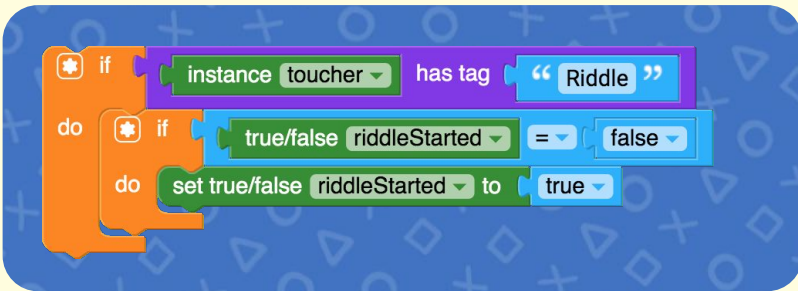 if instance toucher has tag “ Riddle ”
do if true/false riddleStarted = false
do set true/false riddleStarted to true